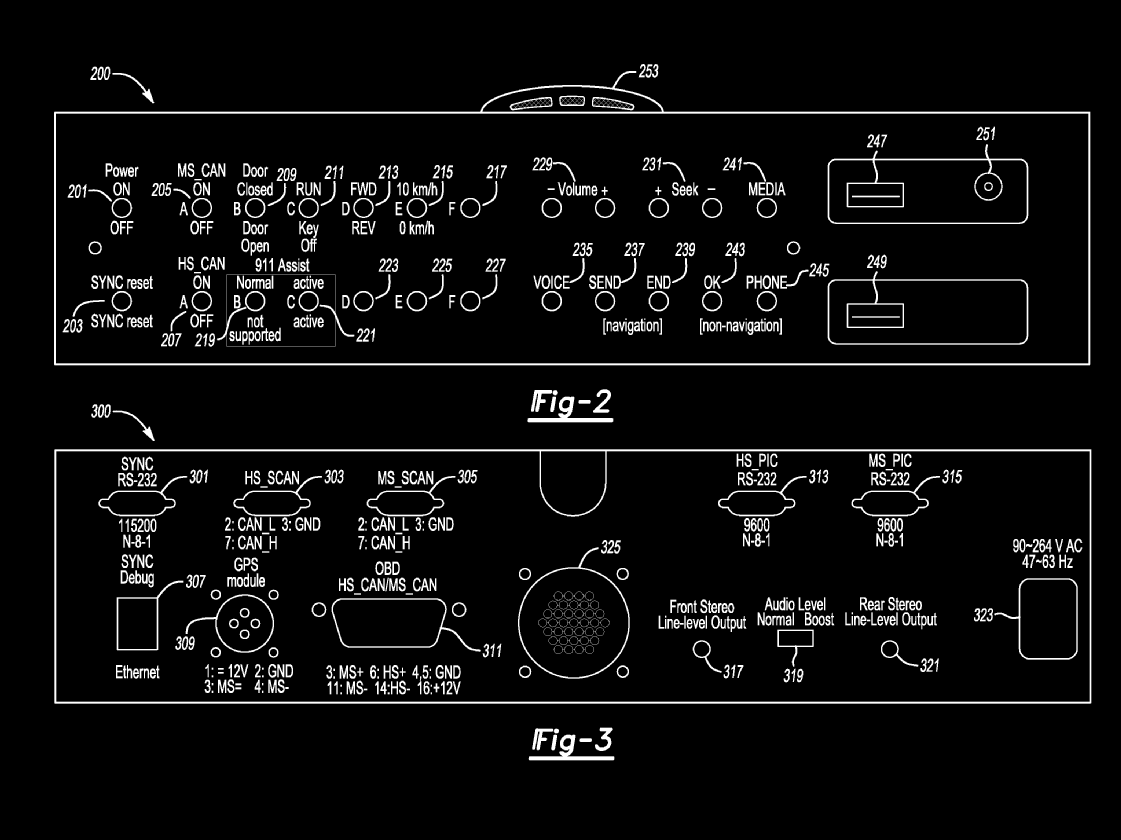 200
253
Power
ON
201
OFF
MS_CAN
ON
205
A
OFF
Door
Closed
209
B
Door
Open
211
RUN
C
Key
Off
213
FWD
D
REV
215
10 km/h
E
0 km/h
217
F
229
– Volume +
231
+ Seek –
241
MEDIA
247
251
SYNC reset
203
SYNC reset
HS_CAN
ON
A
OFF
207
911 Assist
Normal active
B C
not active
supported
219
221
D
223
E
225
F
227
235
VOICE
237
SEND
239
END
[navigation]
243
OK
PHONE
245
[non-navigation]
249
Fig-2
300
SYNC
RS-232
301
115200
N-8-1
HS_SCAN
303
2: CAN_L 3: GND
7: CAN_H
MS_SCAN
305
2: CAN_L 3: GND
7: CAN_H
HS_PIC
RS-232
313
9600
N-8-1
MS_PIC
RS-232
315
9600
N-8-1
SYNC
Debug
307
Ethernet
GPS
module
309
1: = 12V 2: GND
3: MS= 4: MS-
OBD
HS_CAN/MS_CAN
311
3: MS+ 6: HS+ 4,5: GND
11: MS- 14:HS- 16:+12V
325
Front Stereo
Line-level Output
317
Audio Level
Normal Boost
319
Rear Stereo
Line-Level Output
321
90~264 V AC
47~63 Hz
323
Fig-3